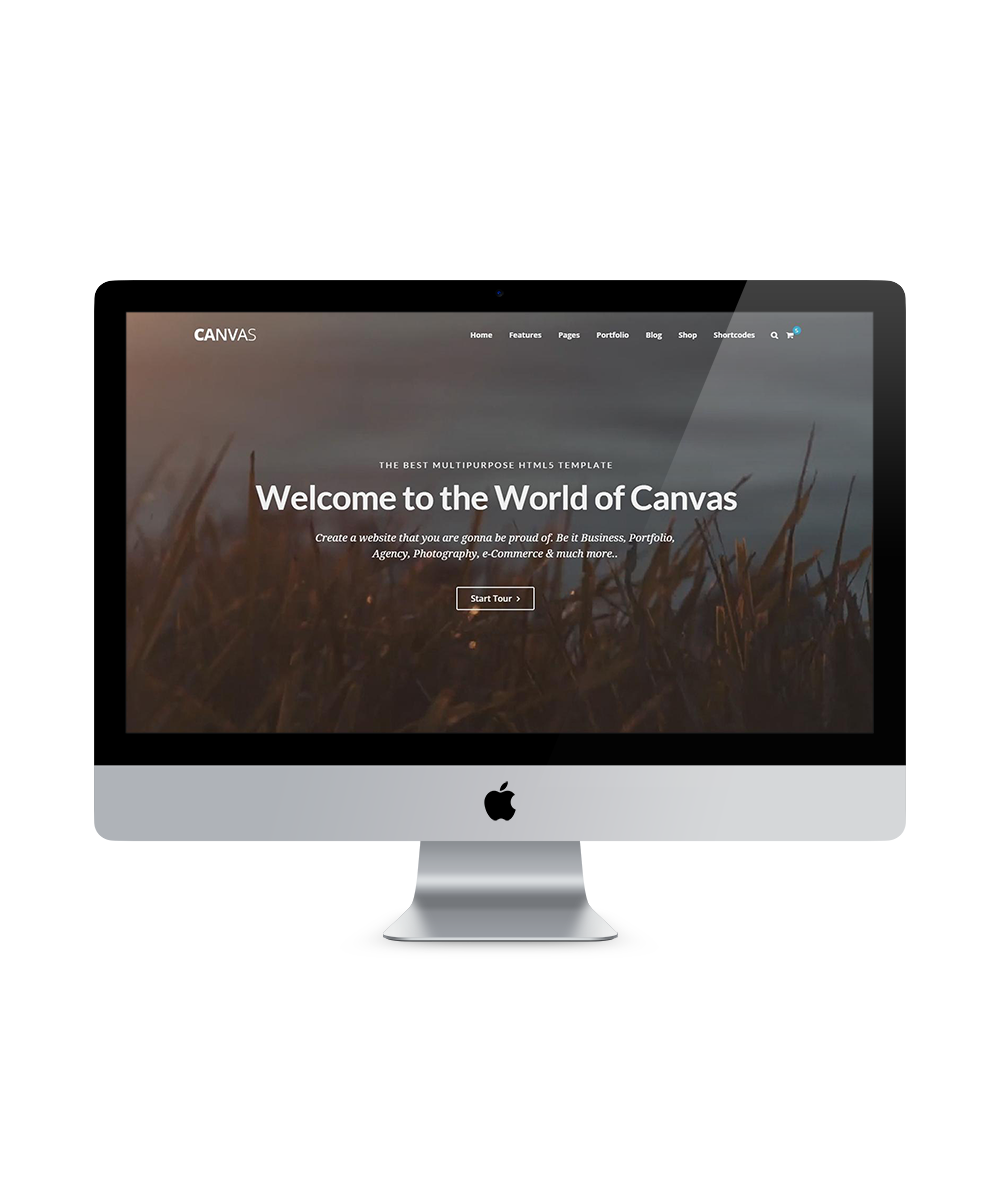 CANVAS
Home Features Pages Portfolio Blog Shop Shortcodes
THE BEST MULTIPURPOSE HTML5 TEMPLATE
Welcome to the World of Canvas
Create a website that you are gonna be proud of. Be it Business, Portfolio,
Agency, Photography, e-Commerce & much more..
Start Tour